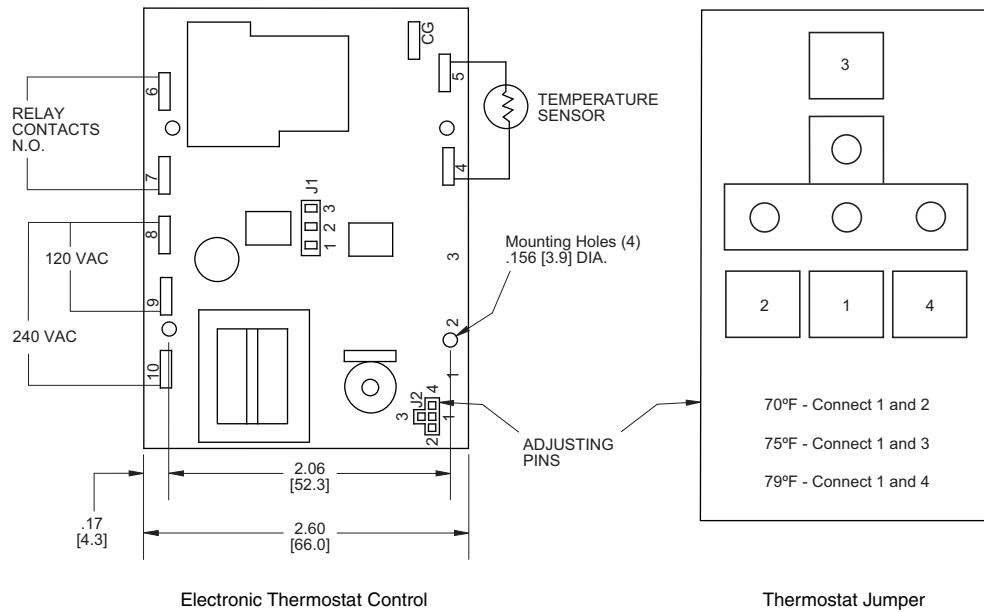 CG
6
5
RELAY
CONTACTS
N.O.
TEMPERATURE
SENSOR
7
4
J1
3
2
1
8
120 VAC
9
240 VAC
10
Mounting Holes (4)
.156 [3.9] DIA.
3
2
1
J2
4
3
1
2
ADJUSTING
PINS
2.06
[52.3]
.17
[4.3]
2.60
[66.0]
Electronic Thermostat Control
3
2
1
4
70ºF - Connect 1 and 2
75ºF - Connect 1 and 3
79ºF - Connect 1 and 4
Thermostat Jumper